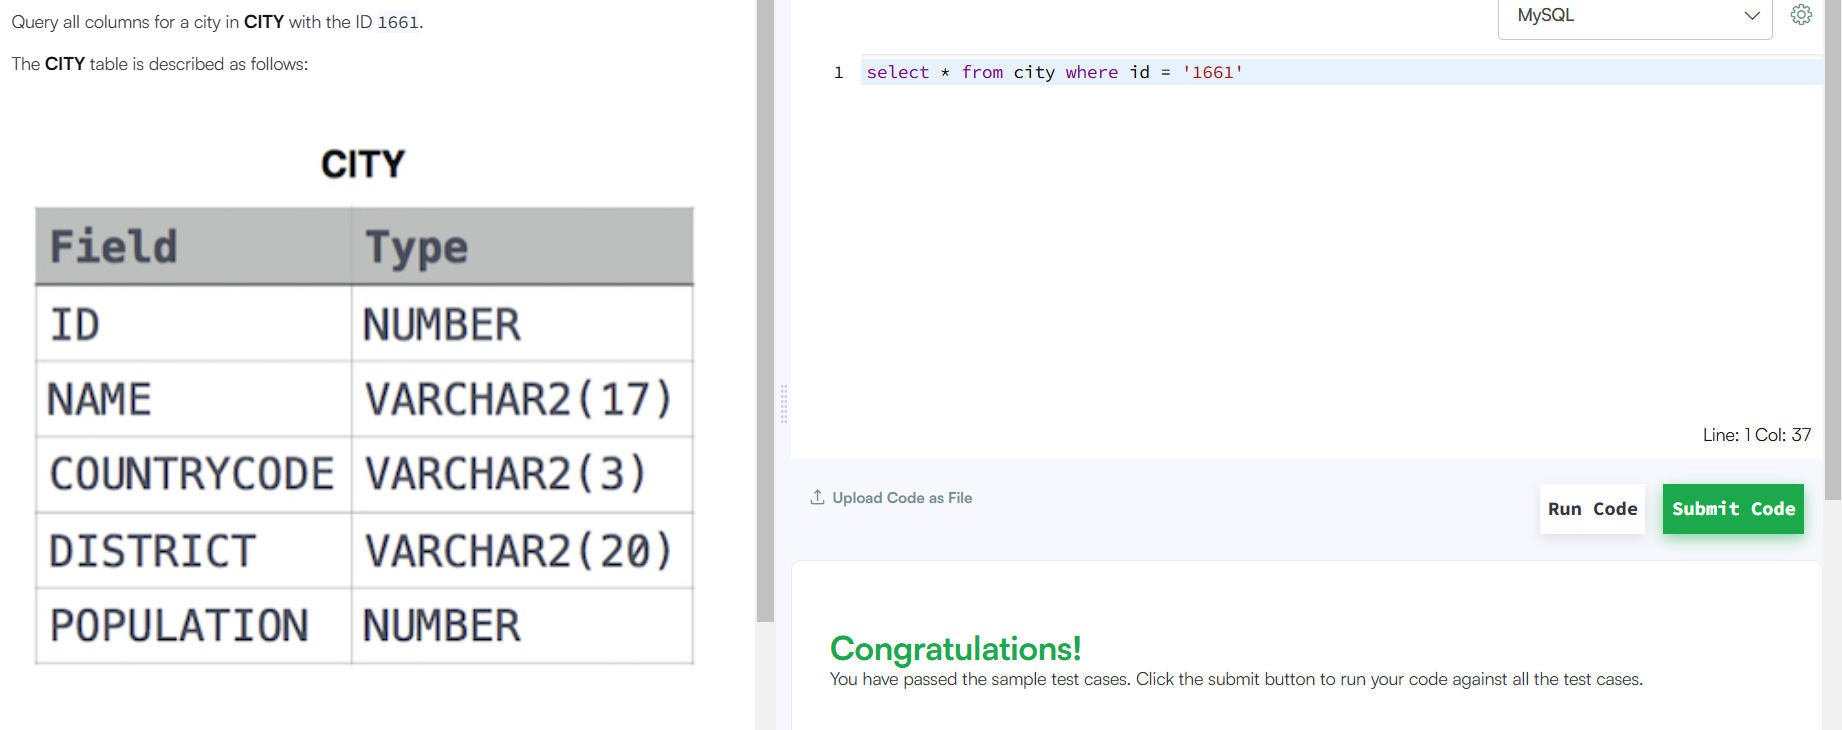 Query all columns for a city in CITY with the ID 1661.
The CITY table is described as follows:
CITY
Field Type
ID NUMBER
NAME VARCHAR2(17)
COUNTRYCODE VARCHAR2(3)
DISTRICT VARCHAR2(20)
POPULATION NUMBER
MySQL
1 select * from city where id = '1661'
Line: 1 Col: 37
Upload Code as File
Run Code
Submit Code
Congratulations!
You have passed the sample test cases. Click the submit button to run your code against all the test cases.